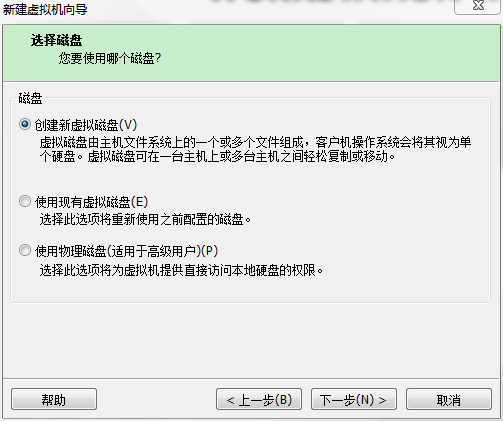 新建虚拟机向导
选择磁盘
您要使用哪个磁盘?
磁盘
创建新虚拟磁盘(V)
虚拟磁盘由主机文件系统上的一个或多个文件组成，客户机操作系统会将其视为单
个硬盘。虚拟磁盘可在一台主机上或多台主机之间轻松复制或移动。
使用现有虚拟磁盘(E)
选择此选项将重新使用之前配置的磁盘。
使用物理磁盘(适用于高级用户)(P)
选择此选项将为虚拟机提供直接访问本地硬盘的权限。
帮助
< 上一步(B)
下一步(N) >
取消